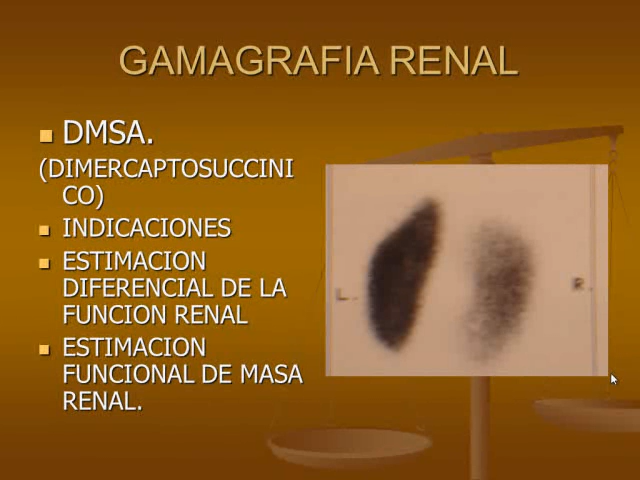 GAMAGRAFIA RENAL
DMSA.
(DIMERCAPTOSUCCINI
CO)
INDICACIONES
ESTIMACION
DIFERENCIAL DE LA
FUNCION RENAL
ESTIMACION
FUNCIONAL DE MASA
RENAL.
L.
R.